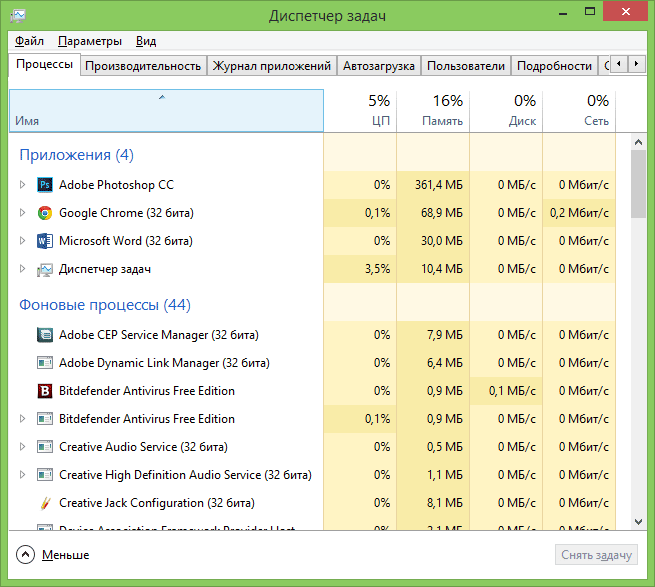 Диспетчер задач
Файл Параметры Вид
Процессы Производительность Журнал приложений Автозагрузка Пользователи Подробности С
5% 16% 0% 0%
Имя ЦП Память Диск Сеть
Приложения (4)
Ps Adobe Photoshop CC 0% 361,4 МБ 0 МБ/с 0 Мбит/с
Google Chrome (32 бита) 0,1% 68,9 МБ 0 МБ/с 0,2 Мбит/с
W Microsoft Word (32 бита) 0% 30,0 МБ 0 МБ/с 0 Мбит/с
Диспетчер задач 3,5% 10,4 МБ 0 МБ/с 0 Мбит/с
Фоновые процессы (44)
Adobe CEP Service Manager (32 бита) 0% 7,9 МБ 0 МБ/с 0 Мбит/с
Adobe Dynamic Link Manager (32 бита) 0% 6,4 МБ 0 МБ/с 0 Мбит/с
B Bitdefender Antivirus Free Edition 0% 0,9 МБ 0,1 МБ/с 0 Мбит/с
Bitdefender Antivirus Free Edition 0,1% 0,9 МБ 0 МБ/с 0 Мбит/с
Creative Audio Service (32 бита) 0% 0,5 МБ 0 МБ/с 0 Мбит/с
Creative High Definition Audio Service (32 бита) 0% 1,1 МБ 0 МБ/с 0 Мбит/с
Creative Jack Configuration (32 бита) 0% 8,1 МБ 0 МБ/с 0 Мбит/с
Device Association Framework Provider Host 0% 2,1 МБ 0 МБ/с 0 Мбит/с
Меньше Снять задачу